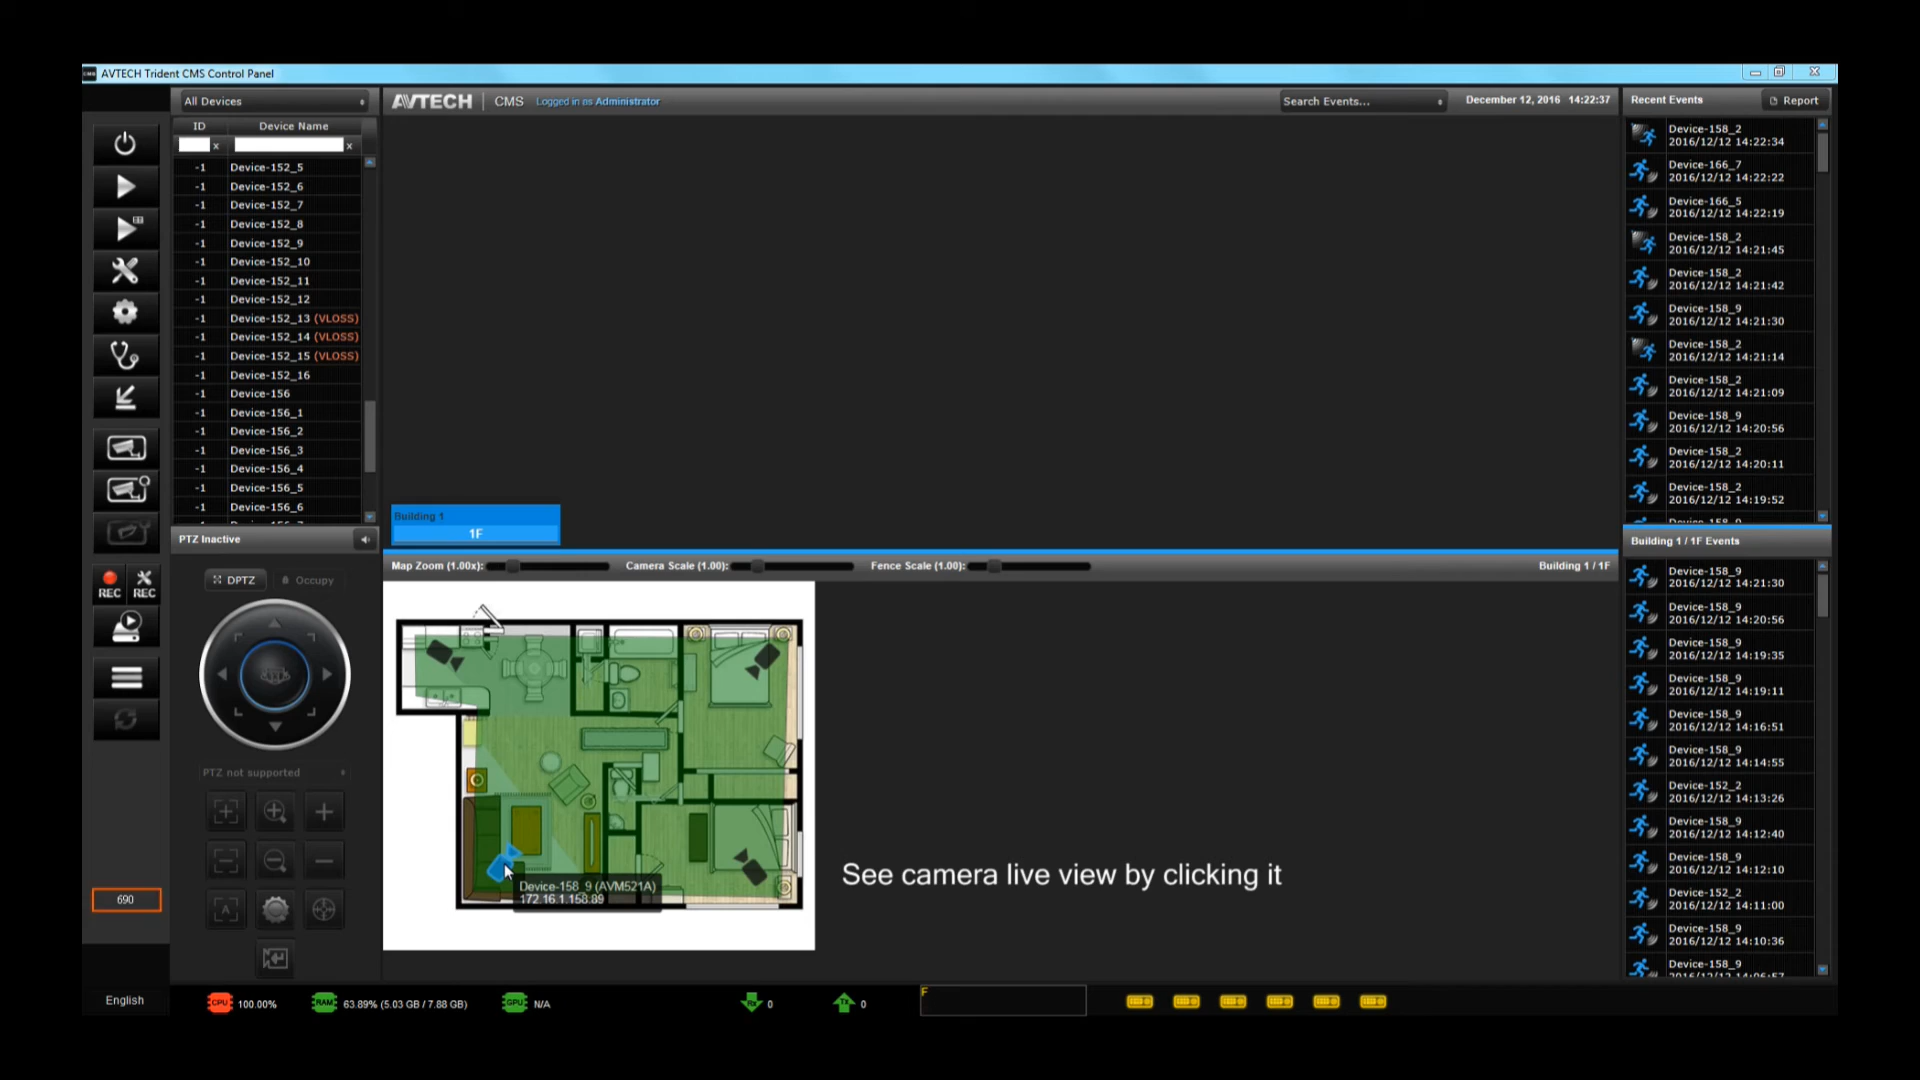 AVTECH Trident CMS Control Panel
All Devices
AVTECH CMS Logged in as Administrator
Search Events...
December 12, 2016 14:22:37
Recent Events
Report
ID Device Name
x x
-1 Device-152_5
-1 Device-152_6
-1 Device-152_7
-1 Device-152_8
-1 Device-152_9
-1 Device-152_10
-1 Device-152_11
-1 Device-152_12
-1 Device-152_13 (VLOSS)
-1 Device-152_14 (VLOSS)
-1 Device-152_15 (VLOSS)
-1 Device-152_16
-1 Device-156
-1 Device-156_1
-1 Device-156_2
-1 Device-156_3
-1 Device-156_4
-1 Device-156_5
-1 Device-156_6
Device-158_2
2016/12/12 14:22:34
Device-166_7
2016/12/12 14:22:22
Device-166_5
2016/12/12 14:22:19
Device-158_2
2016/12/12 14:21:45
Device-158_2
2016/12/12 14:21:42
Device-158_9
2016/12/12 14:21:30
Device-158_2
2016/12/12 14:21:14
Device-158_2
2016/12/12 14:21:09
Device-158_9
2016/12/12 14:20:56
Device-158_2
2016/12/12 14:20:11
Device-158_2
2016/12/12 14:19:52
Building 1
1F
PTZ Inactive
DPTZ
Occupy
REC REC
PTZ not supported
A
690
English
Map Zoom (1.00x):
Camera Scale (1.00):
Fence Scale (1.00):
Building 1 / 1F
Device-158_9 (AVM521A)
172.16.1.158:89
See camera live view by clicking it
Building 1 / 1F Events
Device-158_9
2016/12/12 14:21:30
Device-158_9
2016/12/12 14:20:56
Device-158_9
2016/12/12 14:19:35
Device-158_9
2016/12/12 14:19:11
Device-158_9
2016/12/12 14:16:51
Device-158_9
2016/12/12 14:14:55
Device-152_2
2016/12/12 14:13:26
Device-158_9
2016/12/12 14:12:40
Device-158_9
2016/12/12 14:12:10
Device-152_2
2016/12/12 14:11:00
Device-158_9
2016/12/12 14:10:36
Device-158_9
CPU 100.00%
RAM 63.89% (5.03 GB / 7.88 GB)
GPU N/A
Rx 0
Tx 0
F